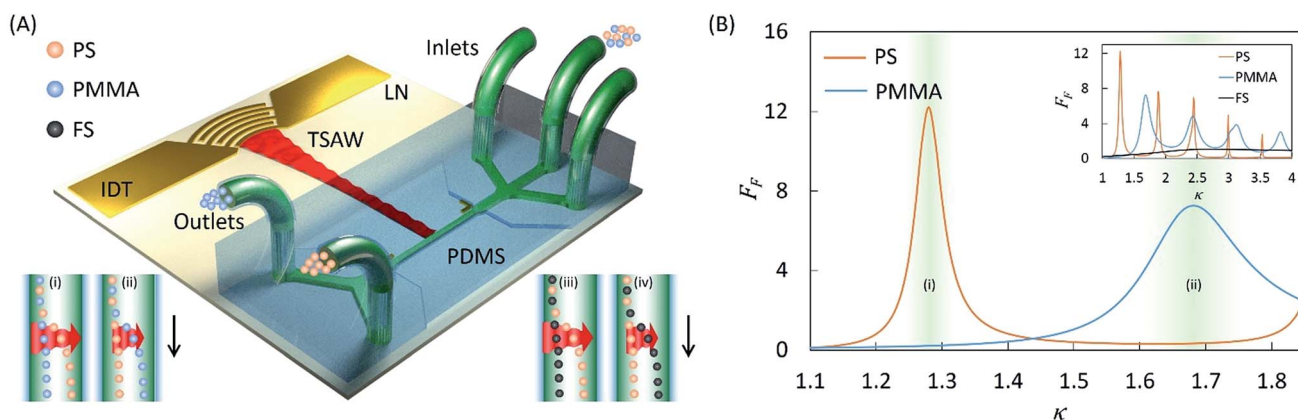 (A)
PS
PMMA
FS
Inlets
LN
TSAW
IDT
Outlets
PDMS
(i)
(ii)
(iii)
(iv)
(B)
PS
PMMA
F_F
16
12
8
4
0
1.1
1.2
1.3
1.4
1.5
1.6
1.7
1.8
κ
(i)
(ii)
PS
PMMA
FS
F_F
12
8
4
0
1
1.5
2
2.5
3
3.5
4
κ